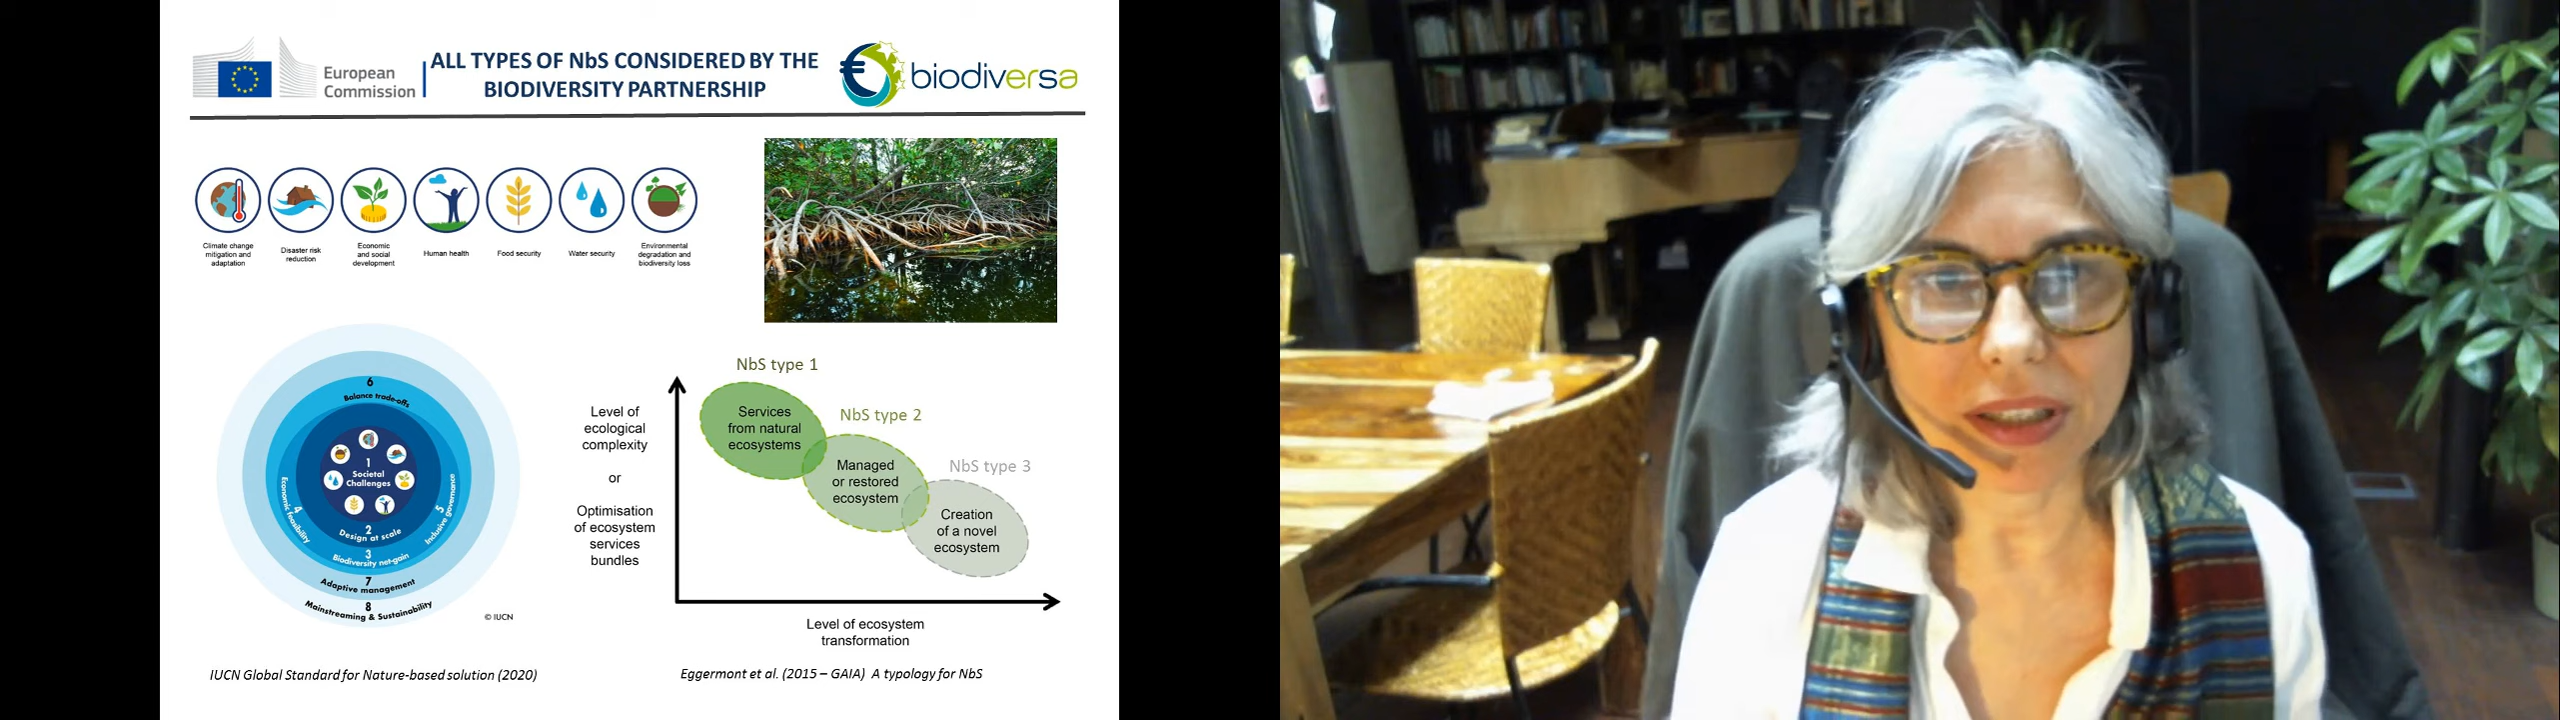 European
Commission
ALL TYPES OF NbS CONSIDERED BY THE
BIODIVERSITY PARTNERSHIP
biodiversa
Climate change
mitigation and
adaptation
Disaster risk
reduction
Economic
and social
development
Human health
Food security
Water security
Environmental
degradation and
biodiversity loss
6
Balance trade-offs
1
Societal
Challenges
4
Economic feasibility
5
Inclusive governance
2
Design at scale
3
Biodiversity net-gain
7
Adaptive management
8
Mainstreaming & Sustainability
© IUCN
IUCN Global Standard for Nature-based solution (2020)
Level of
ecological
complexity
or
Optimisation
of ecosystem
services
bundles
NbS type 1
Services
from natural
ecosystems
NbS type 2
Managed
or restored
ecosystem
NbS type 3
Creation
of a novel
ecosystem
Level of ecosystem
transformation
Eggermont et al. (2015 – GAIA) A typology for NbS